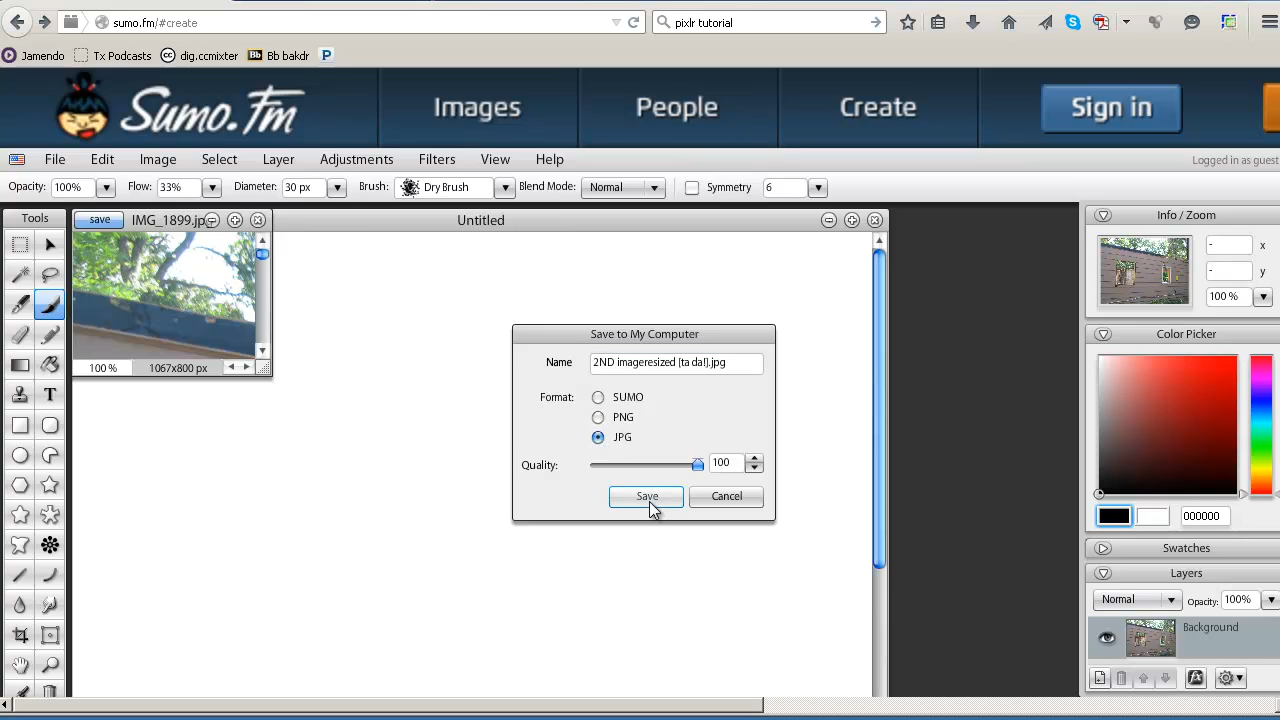 sumo.fm/#create
pixlr tutorial
Jamendo Tx Podcasts cc dig.ccmixter Bb Bb bakdr P
Sumo.fm Images People Create Sign in
File Edit Image Select Layer Adjustments Filters View Help Logged in as guest
Opacity: 100% Flow: 33% Diameter: 30 px Brush: Dry Brush Blend Mode: Normal Symmetry 6
Tools
save IMG_1899.jpg
Untitled
100 % 1067x800 px
T
Save to My Computer
Name 2ND imageresized [ta da!].jpg
Format: SUMO
PNG
JPG
Quality: 100
Save Cancel
Info / Zoom
- x
- y
100 %
Color Picker
000000
Swatches
Layers
Normal Opacity: 100%
Background
fx